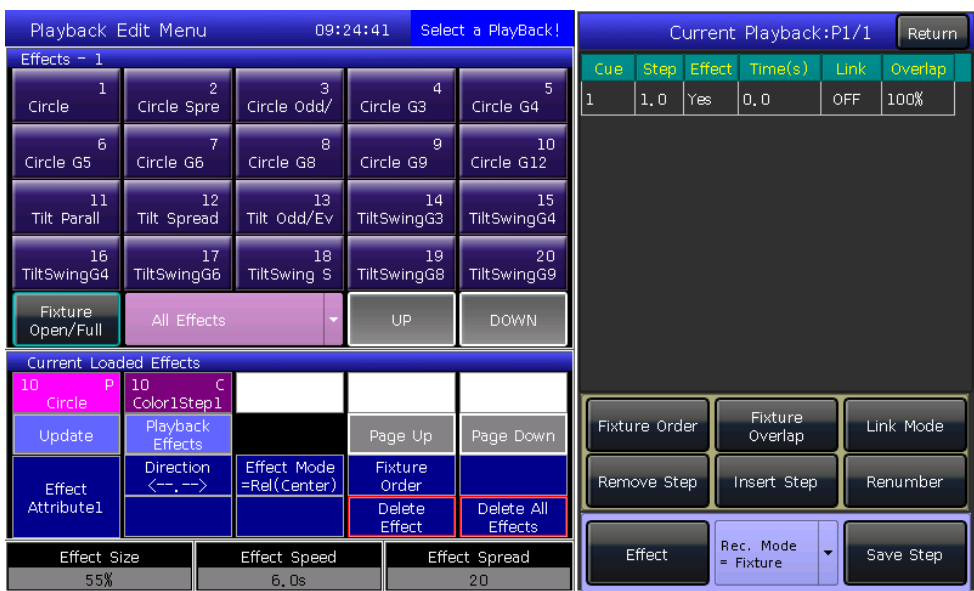 Playback Edit Menu 09:24:41 Select a PlayBack!
Effects - 1
1 2 3 4 5
Circle Circle Spre Circle Odd/ Circle G3 Circle G4
6 7 8 9 10
Circle G5 Circle G6 Circle G8 Circle G9 Circle G12
11 12 13 14 15
Tilt Parall Tilt Spread Tilt Odd/Ev TiltSwingG3 TiltSwingG4
16 17 18 19 20
TiltSwingG4 TiltSwingG6 TiltSwing S TiltSwingG8 TiltSwingG9
Fixture
Open/Full All Effects UP DOWN
Current Loaded Effects
10 P 10 C
Circle Color1Step1
Update Playback
Effects Page Up Page Down
Effect
Attribute1
Direction
<--.-->
Effect Mode
=Rel(Center)
Fixture
Order
Delete
Effect
Delete All
Effects
Effect Size Effect Speed Effect Spread
55% 6.0s 20
Current Playback:P1/1 Return
Cue Step Effect Time(s) Link Overlap
1 1.0 Yes 0.0 OFF 100%
Fixture Order
Fixture
Overlap
Link Mode
Remove Step Insert Step Renumber
Effect
Rec. Mode
= Fixture
Save Step